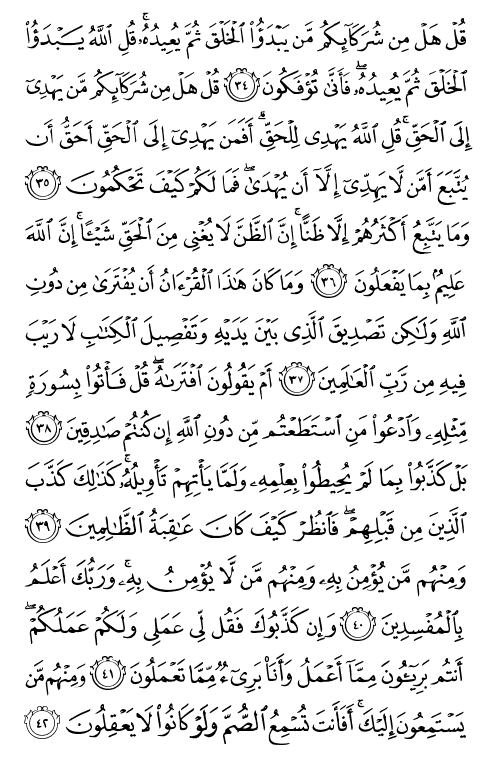 قُلۡ هَلۡ مِن شُرَكَآئِكُم مَّن يَبۡدَؤُاْ ٱلۡخَلۡقَ ثُمَّ يُعِيدُهُۥۚ قُلِ ٱللَّهُ يَبۡدَؤُاْ
ٱلۡخَلۡقَ ثُمَّ يُعِيدُهُۥۖ فَأَنَّىٰ تُؤۡفَكُونَ ٣٤ قُلۡ هَلۡ مِن شُرَكَآئِكُم مَّن يَهۡدِيٓ
إِلَى ٱلۡحَقِّۚ قُلِ ٱللَّهُ يَهۡدِي لِلۡحَقِّۗ أَفَمَن يَهۡدِيٓ إِلَى ٱلۡحَقِّ أَحَقُّ أَن
يُتَّبَعَ أَمَّن لَّا يَهِدِّيٓ إِلَّآ أَن يُهۡدَىٰۖ فَمَا لَكُمۡ كَيۡفَ تَحۡكُمُونَ ٣٥
وَمَا يَتَّبِعُ أَكۡثَرُهُمۡ إِلَّا ظَنًّاۚ إِنَّ ٱلظَّنَّ لَا يُغۡنِي مِنَ ٱلۡحَقِّ شَيۡـًٔاۚ إِنَّ ٱللَّهَ
عَلِيمُۢ بِمَا يَفۡعَلُونَ ٣٦ وَمَا كَانَ هَٰذَا ٱلۡقُرۡءَانُ أَن يُفۡتَرَىٰ مِن دُونِ
ٱللَّهِ وَلَٰكِن تَصۡدِيقَ ٱلَّذِي بَيۡنَ يَدَيۡهِ وَتَفۡصِيلَ ٱلۡكِتَٰبِ لَا رَيۡبَ
فِيهِ مِن رَّبِّ ٱلۡعَٰلَمِينَ ٣٧ أَمۡ يَقُولُونَ ٱفۡتَرَىٰهُۖ قُلۡ فَأۡتُواْ بِسُورَةٖ
مِّثۡلِهِۦ وَٱدۡعُواْ مَنِ ٱسۡتَطَعۡتُم مِّن دُونِ ٱللَّهِ إِن كُنتُمۡ صَٰدِقِينَ ٣٨
بَلۡ كَذَّبُواْ بِمَا لَمۡ يُحِيطُواْ بِعِلۡمِهِۦ وَلَمَّا يَأۡتِهِمۡ تَأۡوِيلُهُۥۚ كَذَٰلِكَ كَذَّبَ
ٱلَّذِينَ مِن قَبۡلِهِمۡۖ فَٱنظُرۡ كَيۡفَ كَانَ عَٰقِبَةُ ٱلظَّٰلِمِينَ ٣٩
وَمِنۡهُم مَّن يُؤۡمِنُ بِهِۦ وَمِنۡهُم مَّن لَّا يُؤۡمِنُ بِهِۦۚ وَرَبُّكَ أَعۡلَمُ
بِٱلۡمُفۡسِدِينَ ٤٠ وَإِن كَذَّبُوكَ فَقُل لِّي عَمَلِي وَلَكُمۡ عَمَلُكُمۡۖ
أَنتُم بَرِيٓـُٔونَ مِمَّآ أَعۡمَلُ وَأَنَا۠ بَرِيٓءٞ مِّمَّا تَعۡمَلُونَ ٤١ وَمِنۡهُم مَّن
يَسۡتَمِعُونَ إِلَيۡكَۚ أَفَأَنتَ تُسۡمِعُ ٱلصُّمَّ وَلَوۡ كَانُواْ لَا يَعۡقِلُونَ ٤٢